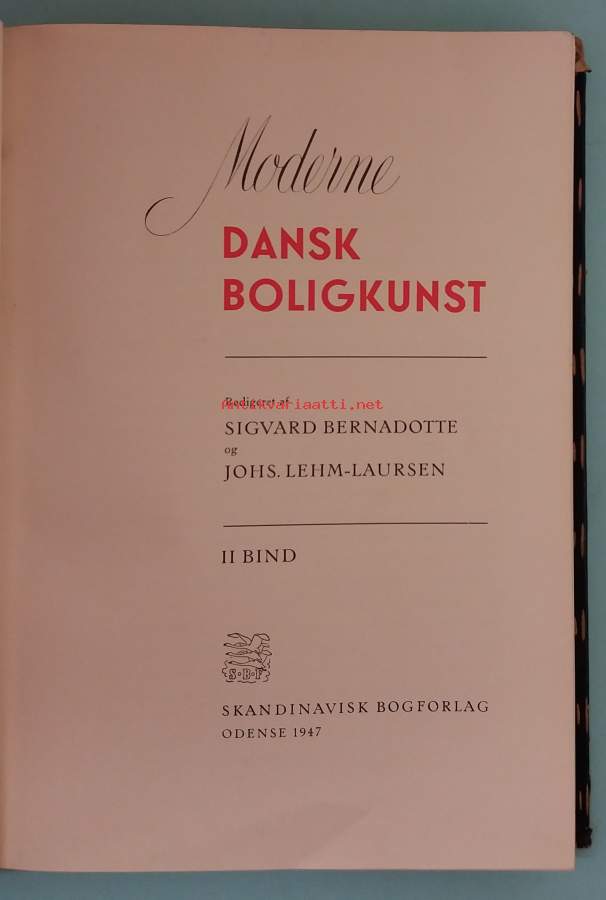 Moderne
DANSK
BOLIGKUNST
Redigeret af
antikvariaatti.net
SIGVARD BERNADOTTE
og
JOHS. LEHM-LAURSEN
II BIND
S·B·F
SKANDINAVISK BOGFORLAG
ODENSE 1947